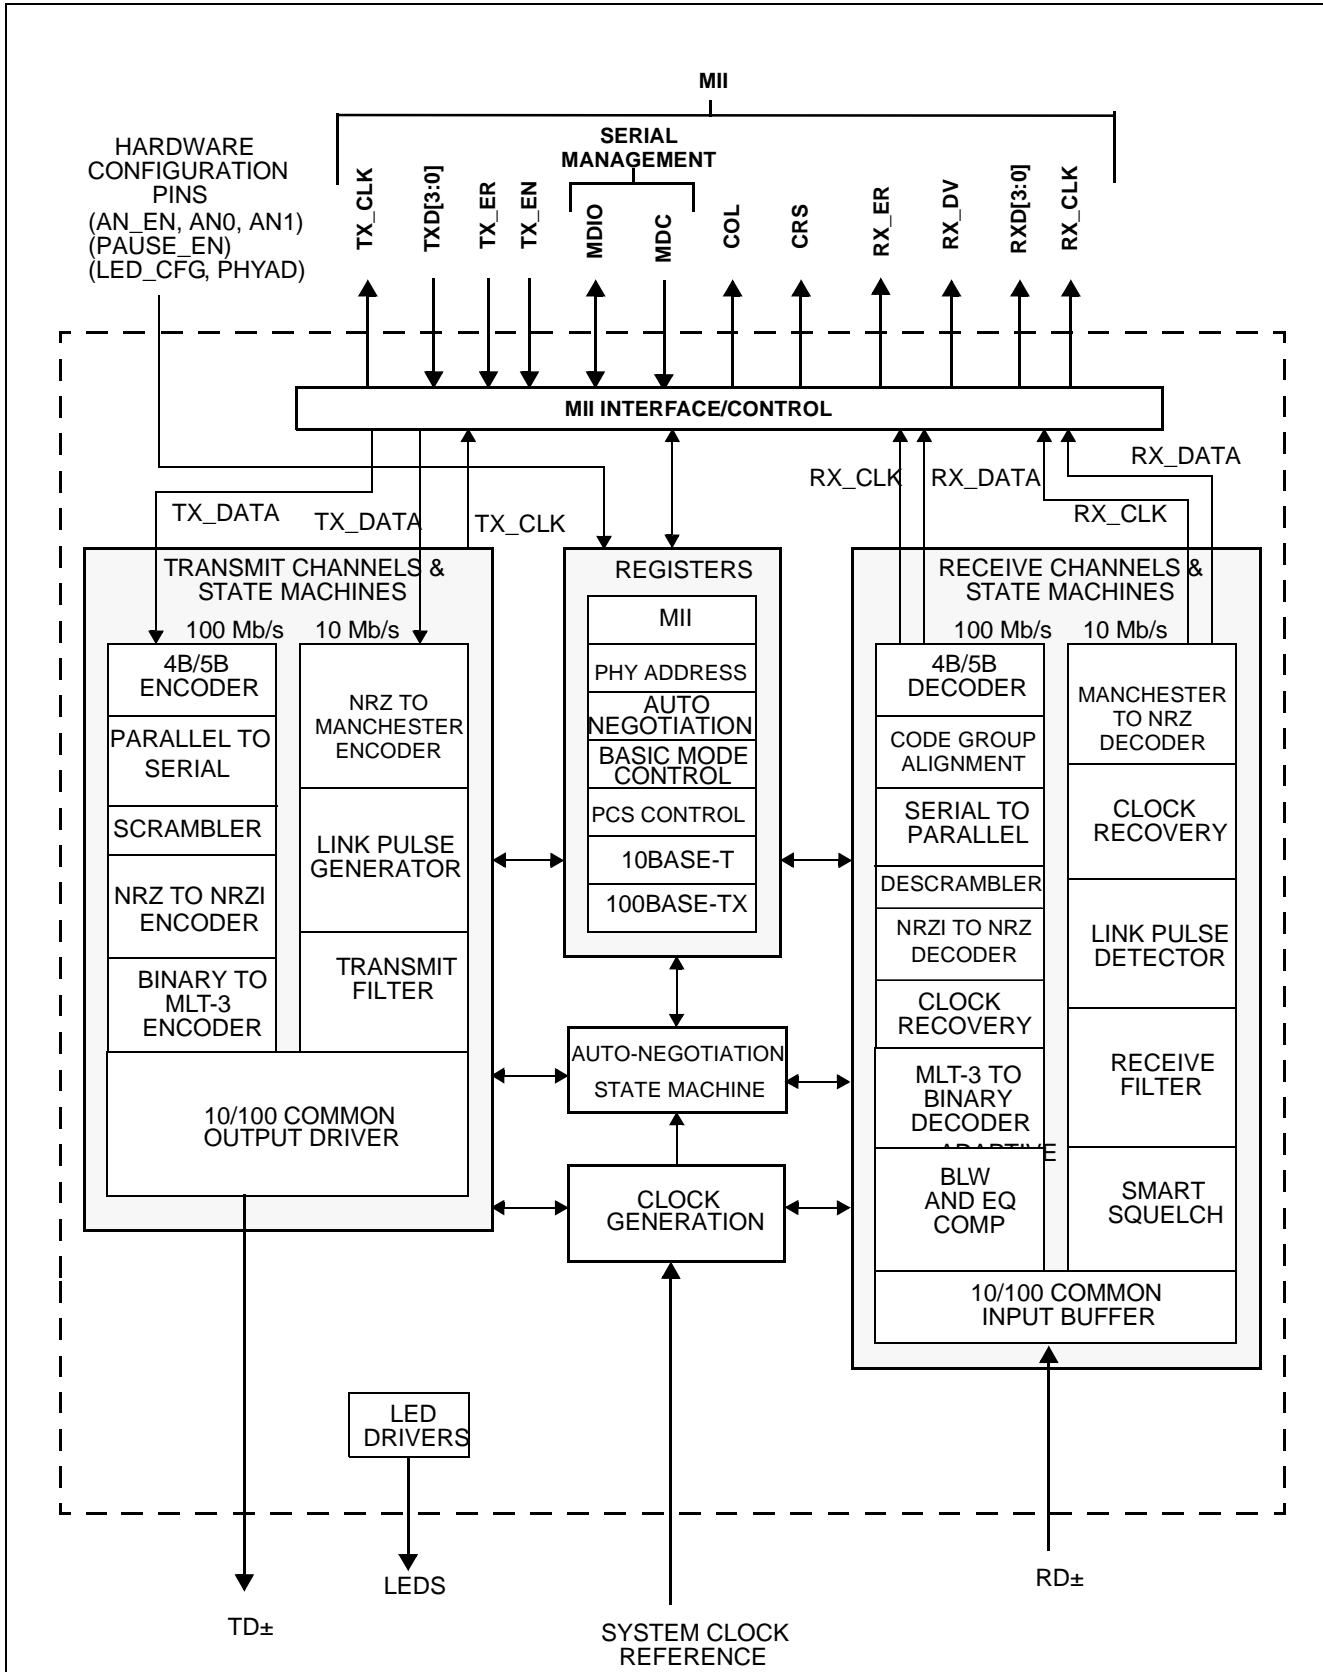 MII
HARDWARE
CONFIGURATION
PINS
(AN_EN, AN0, AN1)
(PAUSE_EN)
(LED_CFG, PHYAD)
SERIAL
MANAGEMENT
TX_CLK
TXD[3:0]
TX_ER
TX_EN
MDIO
MDC
COL
CRS
RX_ER
RX_DV
RXD[3:0]
RX_CLK
MII INTERFACE/CONTROL
TX_DATA
TX_DATA
TX_CLK
RX_CLK
RX_DATA
RX_CLK
RX_DATA
TRANSMIT CHANNELS &
STATE MACHINES
100 Mb/s
10 Mb/s
4B/5B
ENCODER
PARALLEL TO
SERIAL
SCRAMBLER
NRZ TO NRZI
ENCODER
BINARY TO
MLT-3
ENCODER
NRZ TO
MANCHESTER
ENCODER
LINK PULSE
GENERATOR
TRANSMIT
FILTER
10/100 COMMON
OUTPUT DRIVER
REGISTERS
MII
PHY ADDRESS
AUTO
NEGOTIATION
BASIC MODE
CONTROL
PCS CONTROL
10BASE-T
100BASE-TX
AUTO-NEGOTIATION
STATE MACHINE
CLOCK
GENERATION
RECEIVE CHANNELS &
STATE MACHINES
100 Mb/s
10 Mb/s
4B/5B
DECODER
CODE GROUP
ALIGNMENT
SERIAL TO
PARALLEL
DESCRAMBLER
NRZI TO NRZ
DECODER
CLOCK
RECOVERY
MLT-3 TO
BINARY
DECODER
ADAPTIVE
BLW
AND EQ
COMP
MANCHESTER
TO NRZ
DECODER
CLOCK
RECOVERY
LINK PULSE
DETECTOR
RECEIVE
FILTER
SMART
SQUELCH
10/100 COMMON
INPUT BUFFER
LED
DRIVERS
LEDS
TD±
SYSTEM CLOCK
REFERENCE
RD±